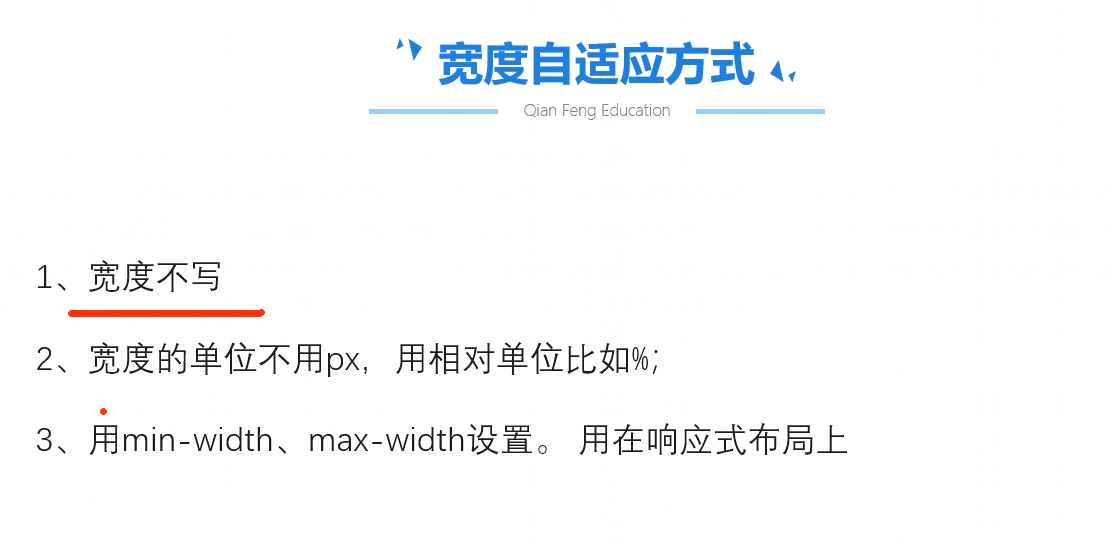 宽度自适应方式
Qian Feng Education
1、宽度不写
2、宽度的单位不用px，用相对单位比如%;
3、用min-width、max-width设置。 用在响应式布局上